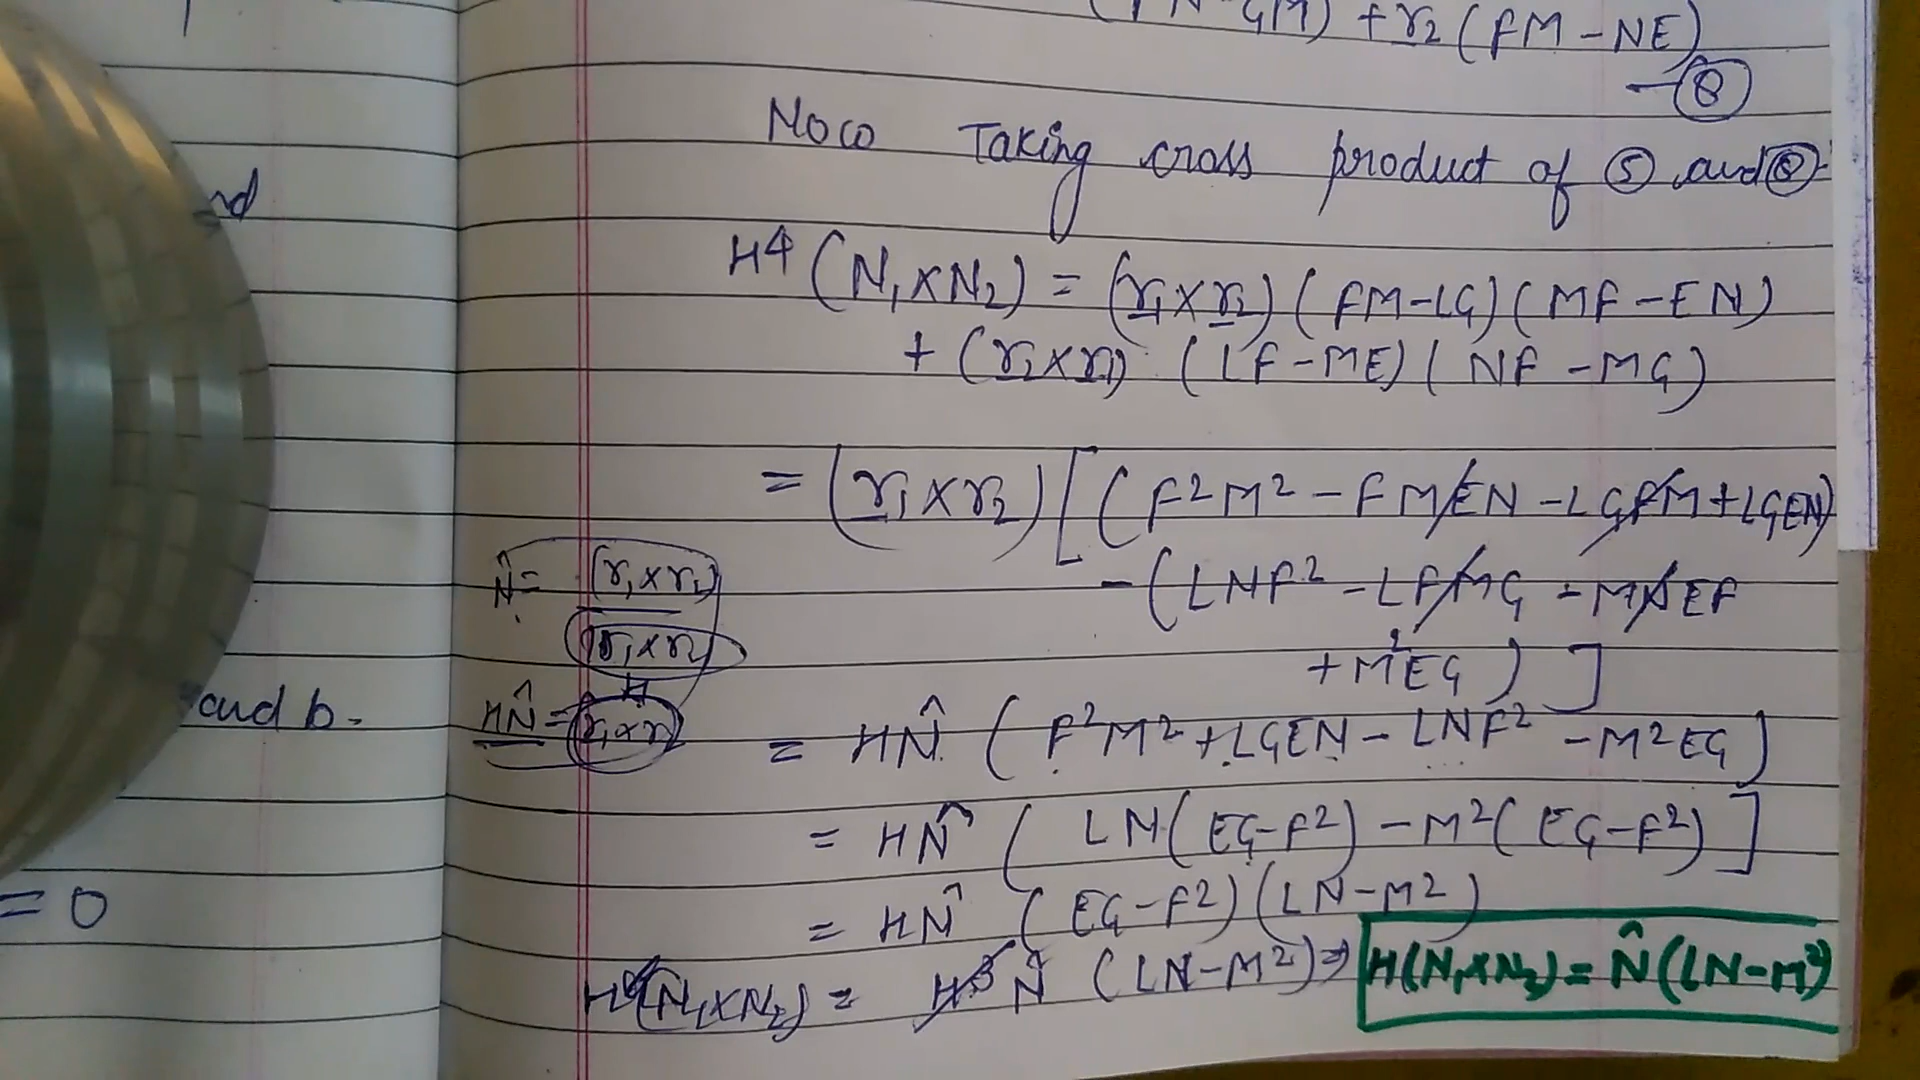 nd
and b.
= 0
GM) + r2 (FM - NE)
- ⑧
Now Taking cross product of ⑤ and ⑧
H⁴ (N₁ × N₂) = (r₁ × r₂) (FM - LG) (MF - EN)
+ (r₂ × r₁) (LF - ME) (NF - MG)
= (r₁ × r₂) [ (F²M² - FMEN - LGFM + LGEN)
- (LNF² - LFMG - MNEF
+ M²EG ) ]
N̂ = (r₁ × r₂)
|r₁ × r₂|
H
HN̂ = r₁ × r₂
= HN̂ ( F²M² + LGEN - LNF² - M²EG )
= HN̂ ( LN (EG - F²) - M² ( EG - F²) ]
= HN̂ ( EG - F²) (LN - M²)
H⁴ (N₁ × N₂) = H³ N̂ (LN - M²) ⇒ H(N₁ × N₂) = N̂ (LN - M²)